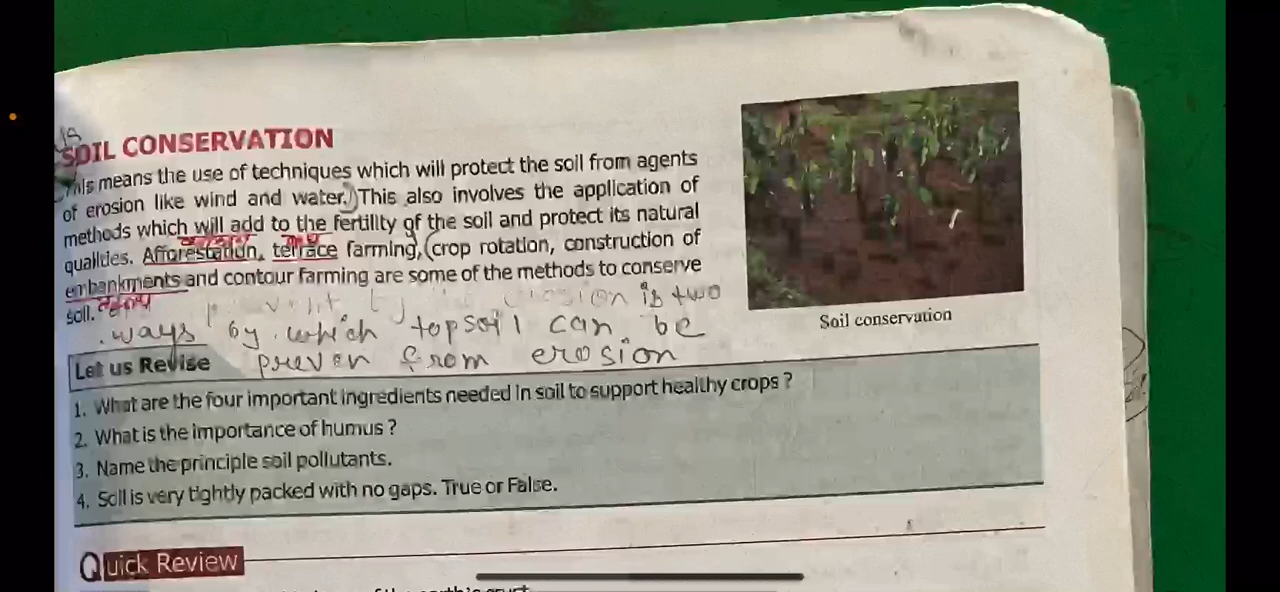 SOIL CONSERVATION
This means the use of techniques which will protect the soil from agents
of erosion like wind and water. This also involves the application of
methods which will add to the fertility of the soil and protect its natural
qualities. Afforestation, terrace farming, crop rotation, construction of
embankments and contour farming are some of the methods to conserve
soil.
erosion is two
ways by which topsoil can be
preven from erosion
Soil conservation
Let us Revise
1. What are the four important ingredients needed in soil to support healthy crops ?
2. What is the importance of humus ?
3. Name the principle soil pollutants.
4. Soil is very tightly packed with no gaps. True or False.
Quick Review